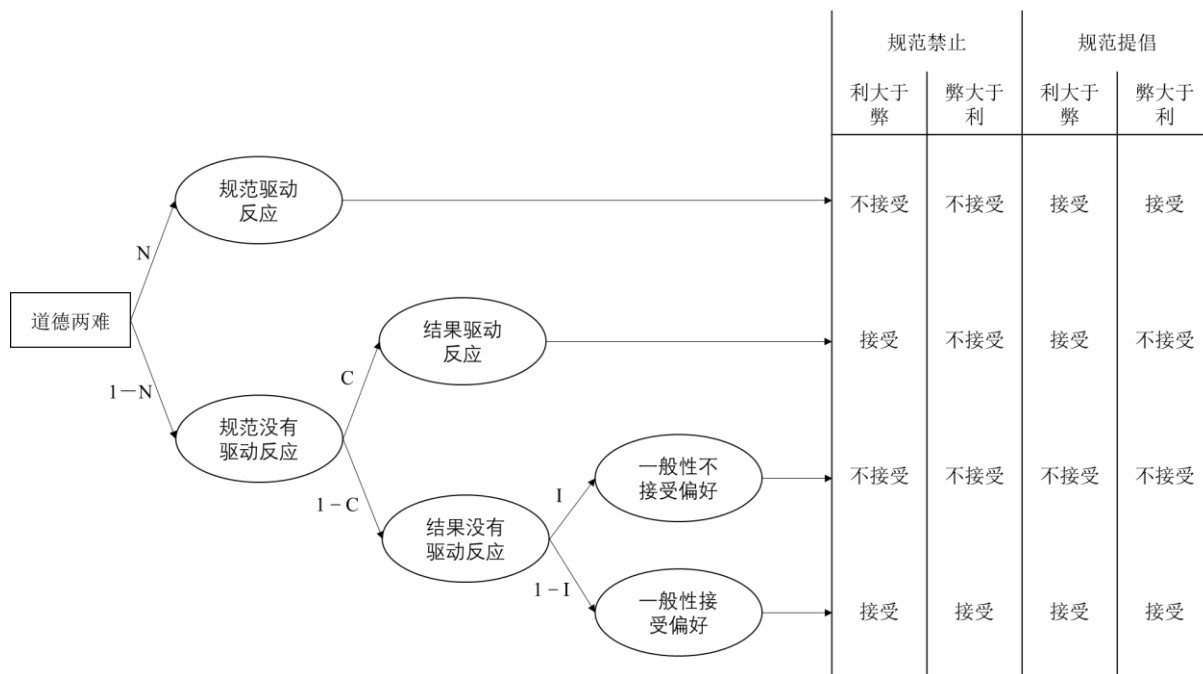 规范禁止 规范提倡
利大于 弊大于 利大于 弊大于
弊 利 弊 利
规范驱动
反应
不接受 不接受 接受 接受
N
道德两难
结果驱动
反应
接受 不接受 接受 不接受
C
1－N
规范没有
驱动反应
一般性不
接受偏好
不接受 不接受 不接受 不接受
I
1－C
结果没有
驱动反应
1－I
一般性接
受偏好
接受 接受 接受 接受